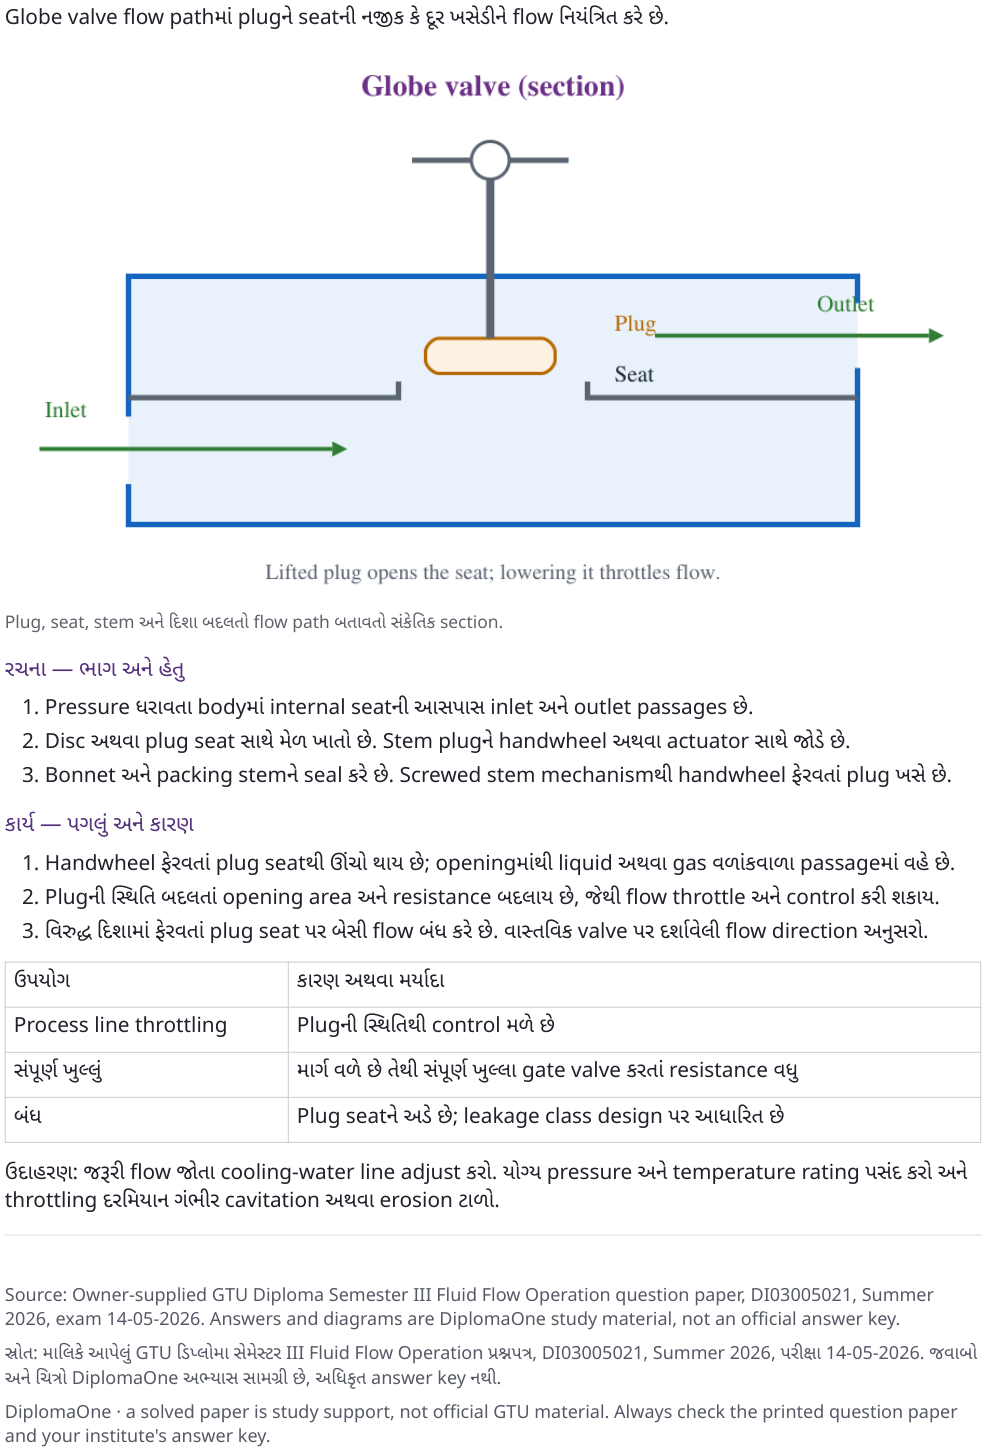 Globe valve flow pathમાં plugને seatની નજીક કે દૂર ખસેડીને flow નિયંત્રિત કરે છે.
Globe valve (section)
Outlet
Plug
Seat
Inlet
Lifted plug opens the seat; lowering it throttles flow.
Plug, seat, stem અને દિશા બદલતો flow path બતાવતો સંકેતિક section.
રચના — ભાગ અને હેતુ
1. Pressure ધરાવતા bodyમાં internal seatની આસપાસ inlet અને outlet passages છે.
2. Disc અથવા plug seat સાથે મેળ ખાતો છે. Stem plugને handwheel અથવા actuator સાથે જોડે છે.
3. Bonnet અને packing stemને seal કરે છે. Screwed stem mechanismથી handwheel ફેરવતાં plug ખસે છે.
કાર્ય — પગલું અને કારણ
1. Handwheel ફેરવતાં plug seatથી ઊંચો થાય છે; openingમાંથી liquid અથવા gas વળાંકવાળા passageમાં વહે છે.
2. Plugની સ્થિતિ બદલતાં opening area અને resistance બદલાય છે, જેથી flow throttle અને control કરી શકાય.
3. વિરુદ્ધ દિશામાં ફેરવતાં plug seat પર બેસી flow બંધ કરે છે. વાસ્તવિક valve પર દર્શાવેલી flow direction અનુસરો.
ઉપયોગ
કારણ અથવા મર્યાદા
Process line throttling
Plugની સ્થિતિથી control મળે છે
સંપૂર્ણ ખુલ્લું
માર્ગ વળે છે તેથી સંપૂર્ણ ખુલ્લા gate valve કરતાં resistance વધુ
બંધ
Plug seatને અડે છે; leakage class design પર આધારિત છે
ઉદાહરણ: જરૂરી flow જોતા cooling-water line adjust કરો. યોગ્ય pressure અને temperature rating પસંદ કરો અને
throttling દરમિયાન ગંભીર cavitation અથવા erosion ટાળો.
Source: Owner-supplied GTU Diploma Semester III Fluid Flow Operation question paper, DI03005021, Summer
2026, exam 14-05-2026. Answers and diagrams are DiplomaOne study material, not an official answer key.
સ્રોત: માલિકે આપેલું GTU ડિપ્લોમા સેમેસ્ટર III Fluid Flow Operation પ્રશ્નપત્ર, DI03005021, Summer 2026, પરીક્ષા 14-05-2026. જવાબો
અને ચિત્રો DiplomaOne અભ્યાસ સામગ્રી છે, અધિકૃત answer key નથી.
DiplomaOne · a solved paper is study support, not official GTU material. Always check the printed question paper
and your institute's answer key.